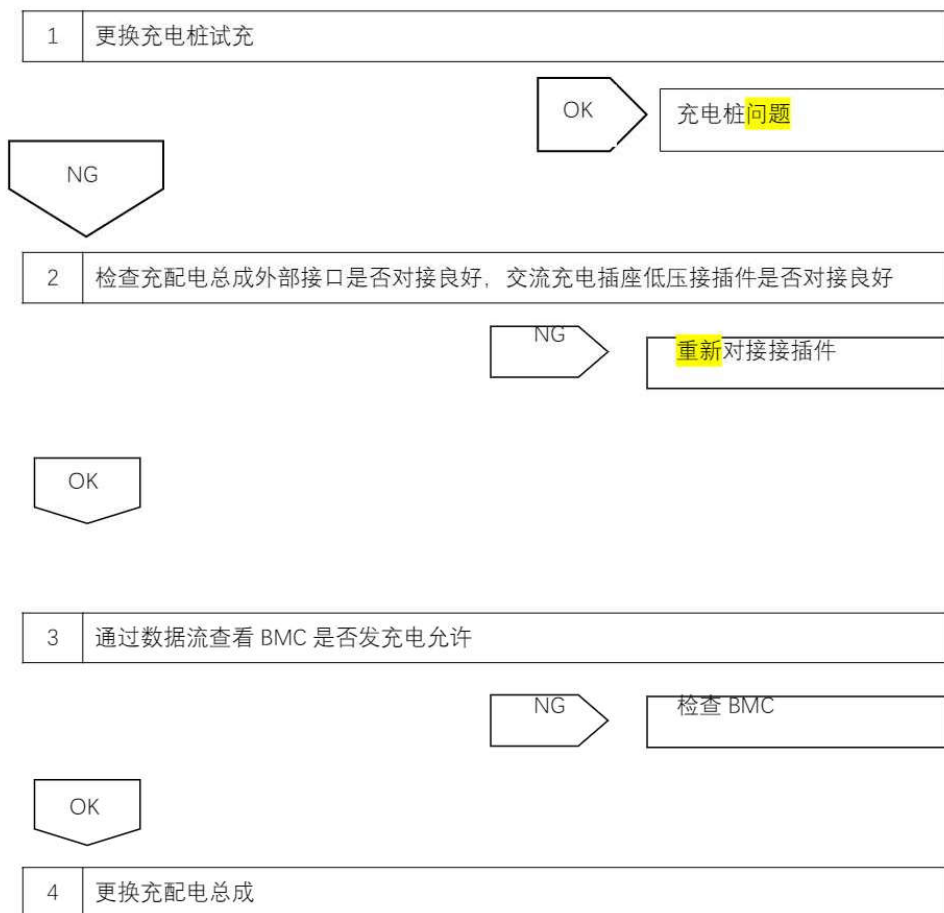 1 更换充电桩试充
OK 充电桩问题
NG
2 检查充配电总成外部接口是否对接良好，交流充电插座低压接插件是否对接良好
NG 重新对接接插件
OK
3 通过数据流查看 BMC 是否发充电允许
NG 检查 BMC
OK
4 更换充配电总成